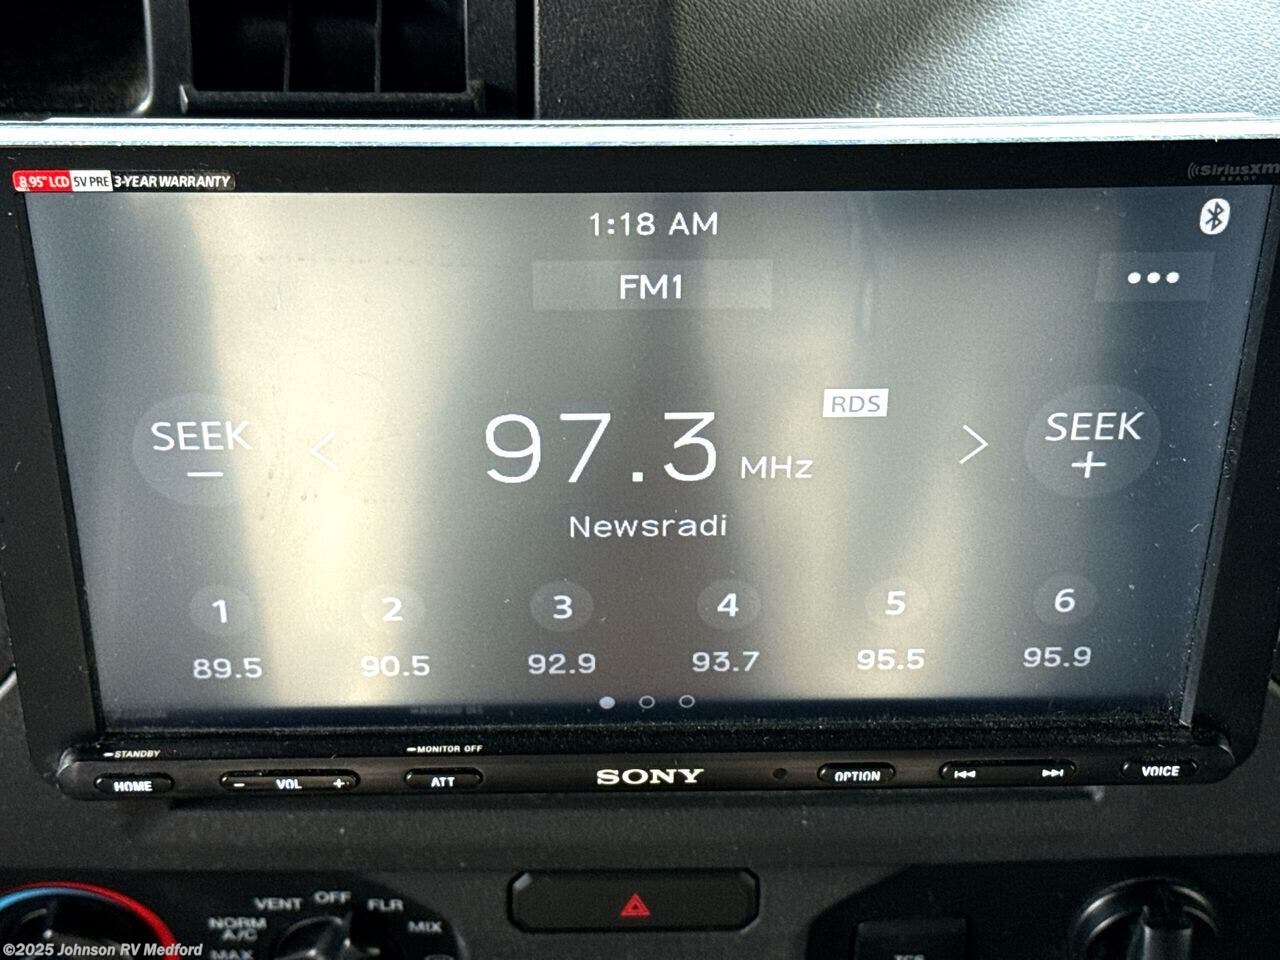 8.95" LCD 5V PRE 3-YEAR WARRANTY
SiriusXM
READY
1:18 AM
FM1
SEEK
−
<
97.3 MHz
RDS
>
SEEK
+
Newsradi
1 2 3 4 5 6
89.5 90.5 92.9 93.7 95.5 95.9
STANDBY
MONITOR OFF
HOME
− VOL +
ATT
SONY
OPTION
VOICE
VENT OFF FLR
NORM
A/C
MIX
MAX
©2025 Johnson RV Medford